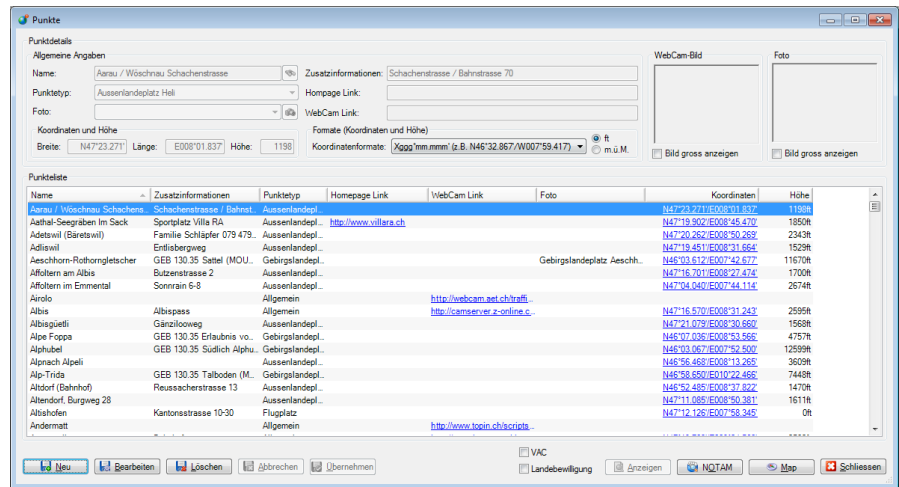 Punkte
Punktdetails
Allgemeine Angaben
WebCam-Bild
Foto
Name: Aarau / Wöschnau Schachenstrasse
Zusatzinformationen: Schachenstrasse / Bahnstrasse 70
Punktetyp: Aussenlandeplatz Heli
Hompage Link:
Foto:
WebCam Link:
Koordinaten und Höhe
Formate (Koordinaten und Höhe)
Breite: N47°23.271' Länge: E008°01.837' Höhe: 1198
Koordinatenformate: Xggg°mm.mmm' (z.B. N46°32.867'/W007°59.417)
ft
m.ü.M.
Bild gross anzeigen
Bild gross anzeigen
Punkteliste
Name Zusatzinformationen Punktetyp Homepage Link WebCam Link Foto Koordinaten Höhe
Aarau / Wöschnau Schachens... Schachenstrasse / Bahnst... Aussenlandepl... N47°23.271'/E008°01.837' 1198ft
Aathal-Seegräben Im Sack Sportplatz Villa RA Aussenlandepl... http://www.villara.ch N47°19.902'/E008°45.470' 1850ft
Adetswil (Bäretswil) Familie Schläpfer 079 479... Aussenlandepl... N47°20.262'/E008°50.269' 2343ft
Adliswil Entlisbergweg Aussenlandepl... N47°19.451'/E008°31.664' 1529ft
Aeschhorn-Rothorngletscher GEB 130.35 Sattel (MOU... Gebirgslandepl... Gebirgslandeplatz Aeschh... N46°03.612'/E007°42.677' 11670ft
Affoltern am Albis Butzenstrasse 2 Aussenlandepl... N47°16.701'/E008°27.474' 1700ft
Affoltern im Emmental Sonnrain 6-8 Aussenlandepl... N47°04.040'/E007°44.114' 2674ft
Airolo Allgemein http://webcam.aet.ch/traffi...
Albis Albispass Allgemein http://camserver.z-online.c... N47°16.570'/E008°31.243' 2595ft
Albisgüetli Gänzilooweg Aussenlandepl... N47°21.079'/E008°30.660' 1568ft
Alpe Foppa GEB 130.35 Erlaubnis vo... Gebirgslandepl... N46°07.036'/E008°53.566' 4757ft
Alphubel GEB 130.35 Südlich Alphu... Gebirgslandepl... N46°03.067'/E007°52.500' 12599ft
Alpnach Alpeli Aussenlandepl... N46°56.468'/E008°13.265' 3609ft
Alp-Trida GEB 130.35 Talboden (M... Gebirgslandepl... N46°58.650'/E010°22.466' 7448ft
Altdorf (Bahnhof) Reussacherstrasse 13 Aussenlandepl... N46°52.485'/E008°37.822' 1470ft
Altendorf, Burgweg 28 Aussenlandepl... N47°11.085'/E008°50.381' 1611ft
Altishofen Kantonsstrasse 10-30 Flugplatz N47°12.126'/E007°58.345' 0ft
Andermatt Allgemein http://www.topin.ch/scripts...
VAC
Landebewilligung
Neu Bearbeiten Löschen Abbrechen Übernehmen Anzeigen NOTAM Map Schliessen